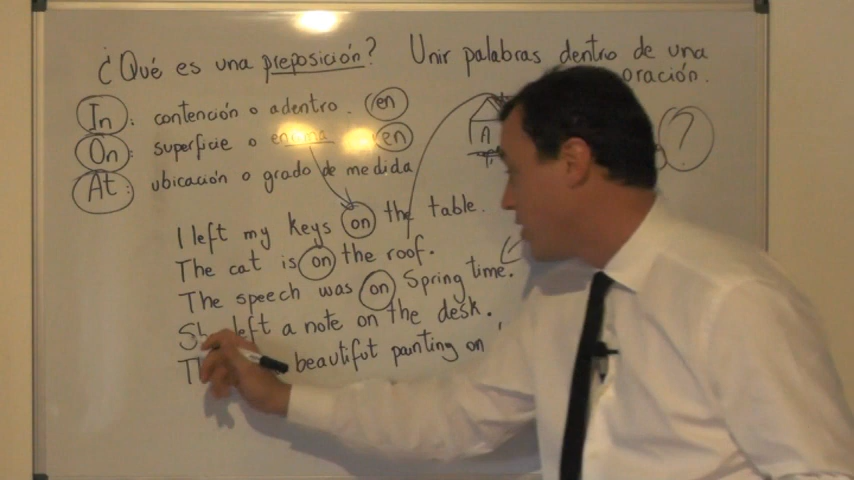 ¿Qué es una preposición? Unir palabras dentro de una
oración.
In: contención o adentro. en
On: superficie o encima en
At: ubicación o grado de medida
?
A
I left my keys on the table.
The cat is on the roof.
The speech was on Spring time.
left a note on the desk.
beautiful painting on